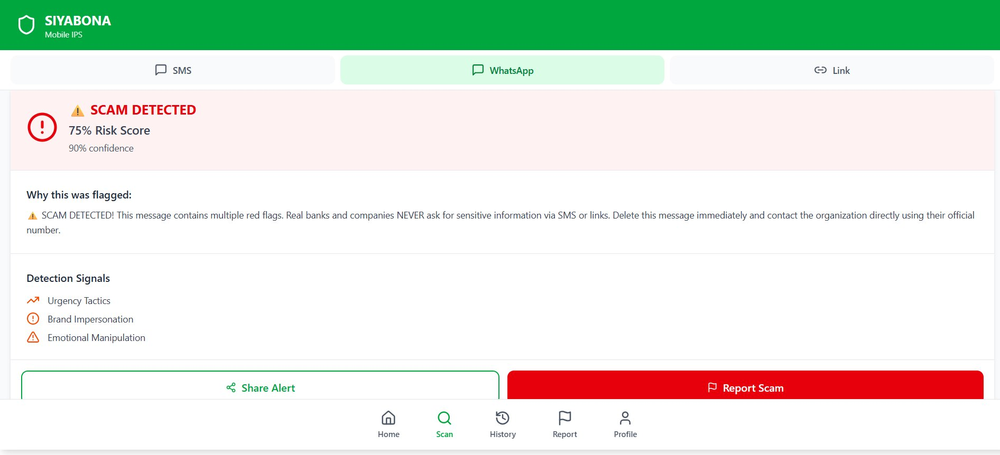 SIYABONA
Mobile IPS
SMS
WhatsApp
Link
⚠️ SCAM DETECTED
75% Risk Score
90% confidence
Why this was flagged:
⚠️ SCAM DETECTED! This message contains multiple red flags. Real banks and companies NEVER ask for sensitive information via SMS or links. Delete this message immediately and contact the organization directly using their official
number.
Detection Signals
Urgency Tactics
Brand Impersonation
Emotional Manipulation
Share Alert
Report Scam
Home
Scan
History
Report
Profile